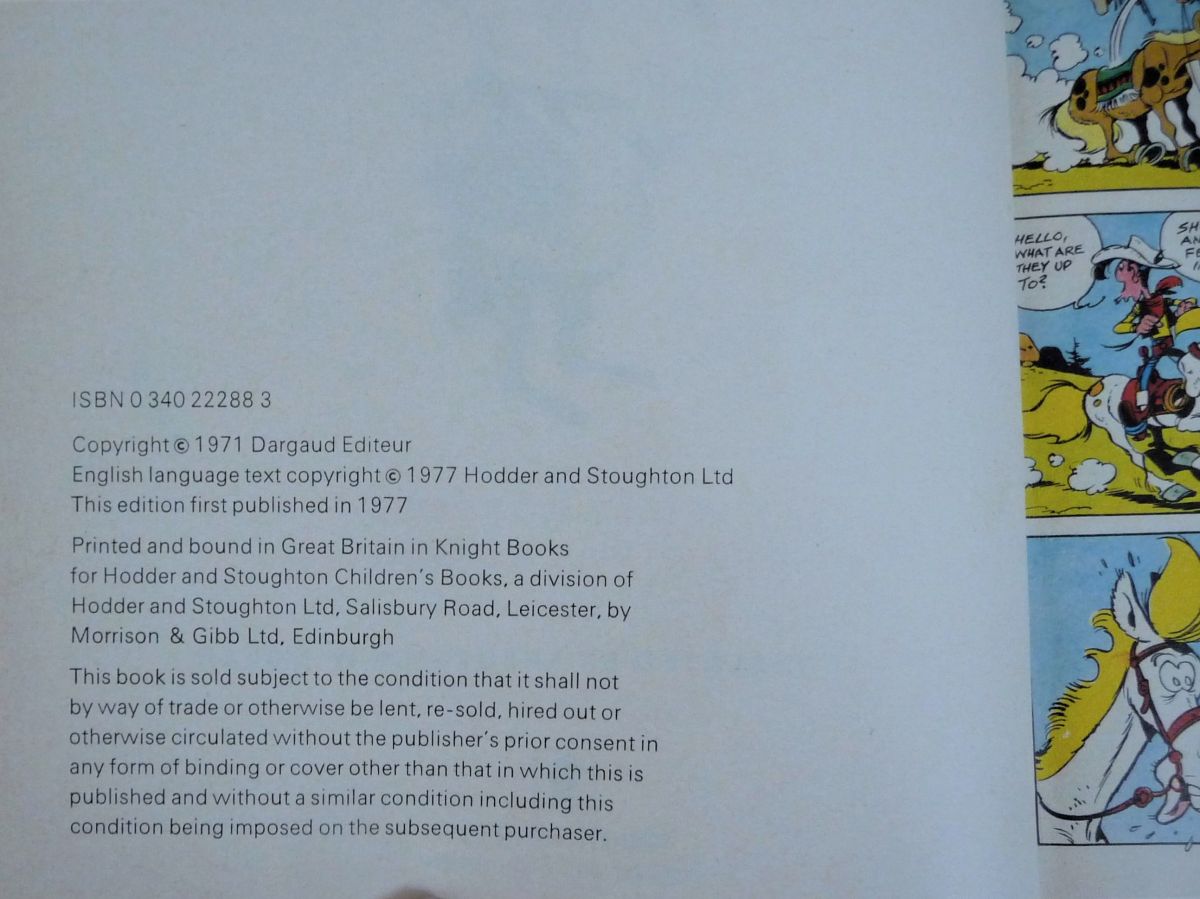 ISBN 0 340 22288 3
Copyright © 1971 Dargaud Editeur
English language text copyright © 1977 Hodder and Stoughton Ltd
This edition first published in 1977
Printed and bound in Great Britain in Knight Books
for Hodder and Stoughton Children's Books, a division of
Hodder and Stoughton Ltd, Salisbury Road, Leicester, by
Morrison & Gibb Ltd, Edinburgh
This book is sold subject to the condition that it shall not
by way of trade or otherwise be lent, re-sold, hired out or
otherwise circulated without the publisher's prior consent in
any form of binding or cover other than that in which this is
published and without a similar condition including this
condition being imposed on the subsequent purchaser.
HELLO,
WHAT ARE
THEY UP
TO?